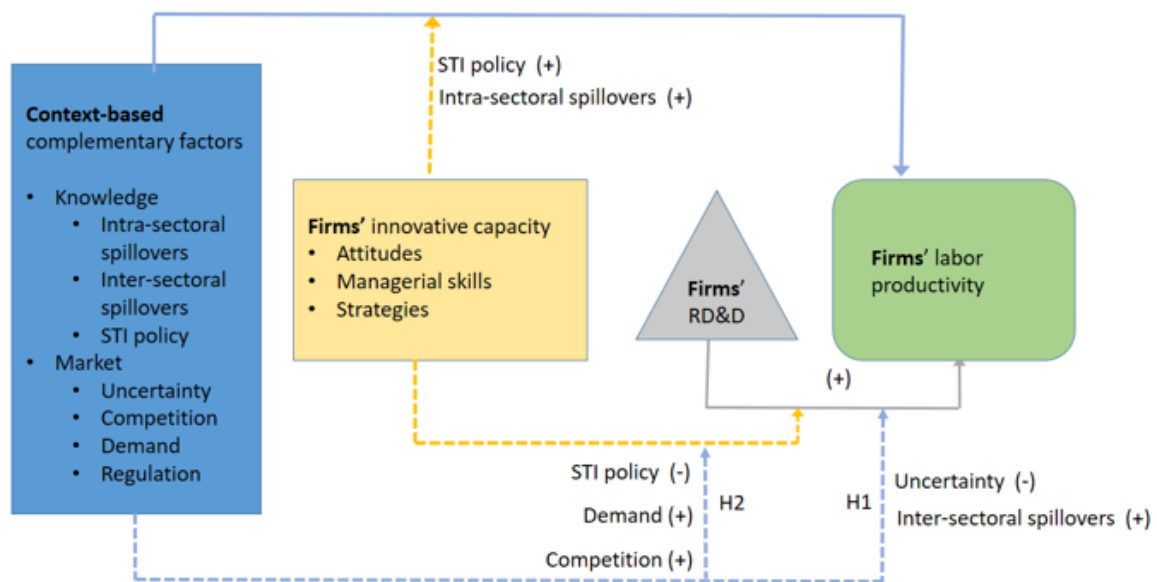 Context-based
complementary factors
• Knowledge
• Intra-sectoral
spillovers
• Inter-sectoral
spillovers
• STI policy
• Market
• Uncertainty
• Competition
• Demand
• Regulation
STI policy (+)
Intra-sectoral spillovers (+)
Firms' innovative capacity
• Attitudes
• Managerial skills
• Strategies
Firms'
RD&D
Firms' labor
productivity
(+)
STI policy (-)
Demand (+)
Competition (+)
H2
H1
Uncertainty (-)
Inter-sectoral spillovers (+)